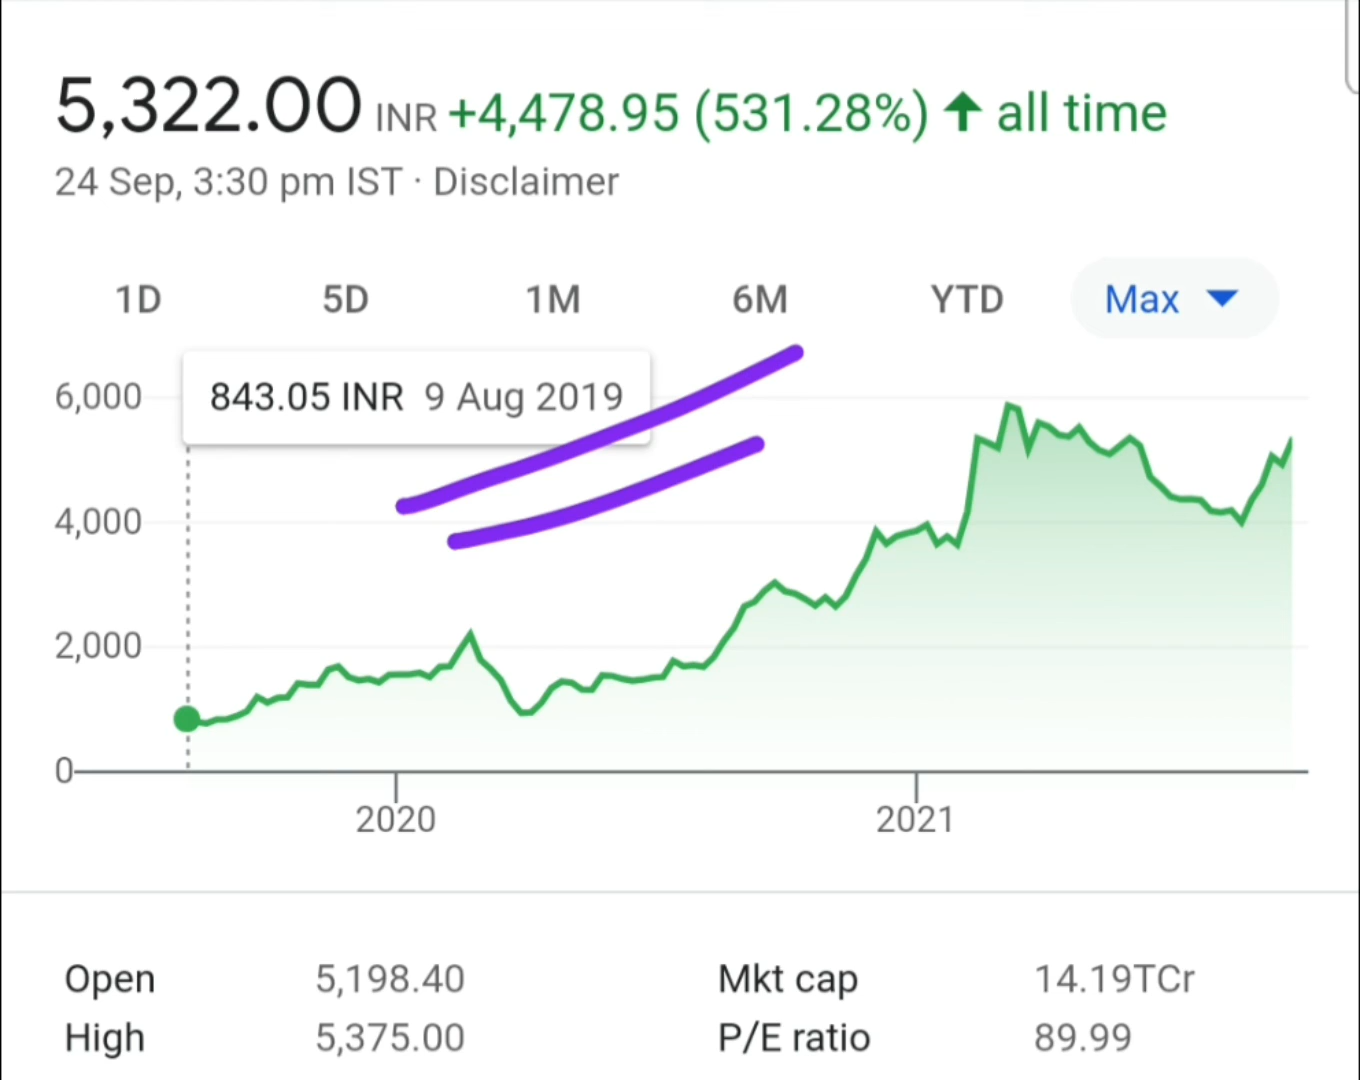 5,322.00 INR +4,478.95 (531.28%) ↑ all time
24 Sep, 3:30 pm IST · Disclaimer
1D 5D 1M 6M YTD Max
843.05 INR 9 Aug 2019
6,000
4,000
2,000
0
2020 2021
Open 5,198.40 Mkt cap 14.19TCr
High 5,375.00 P/E ratio 89.99